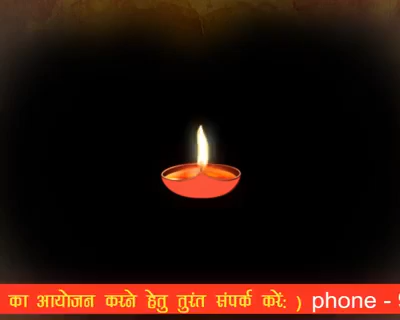 का आयोजन करने हेतु तुरंत संपर्क करें: ) phone -